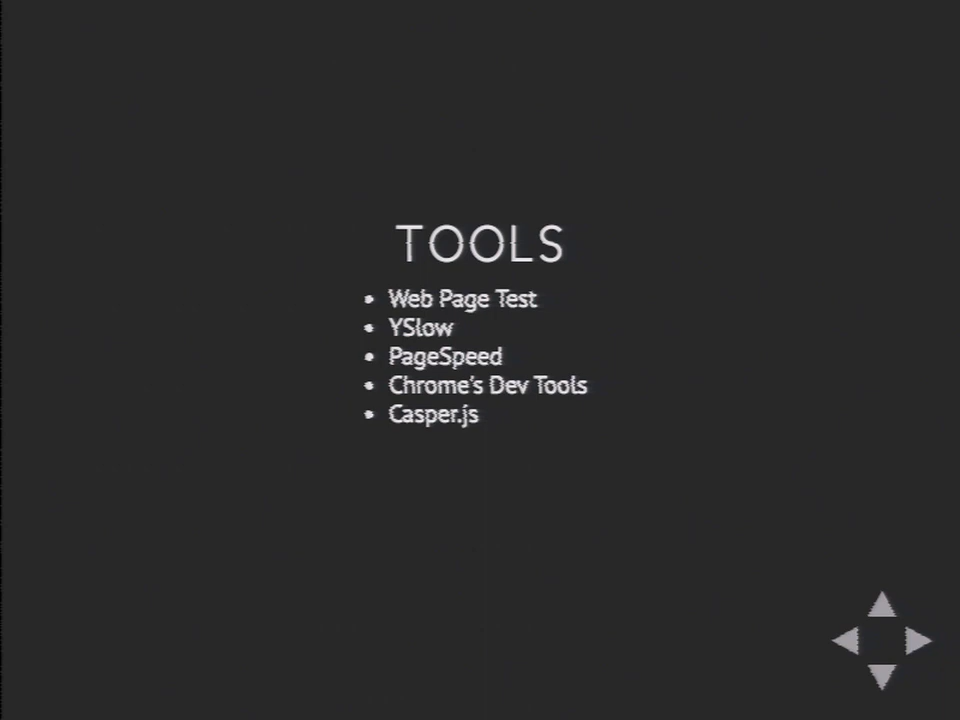 TOOLS
• Web Page Test
• YSlow
• PageSpeed
• Chrome's Dev Tools
• Casper.js